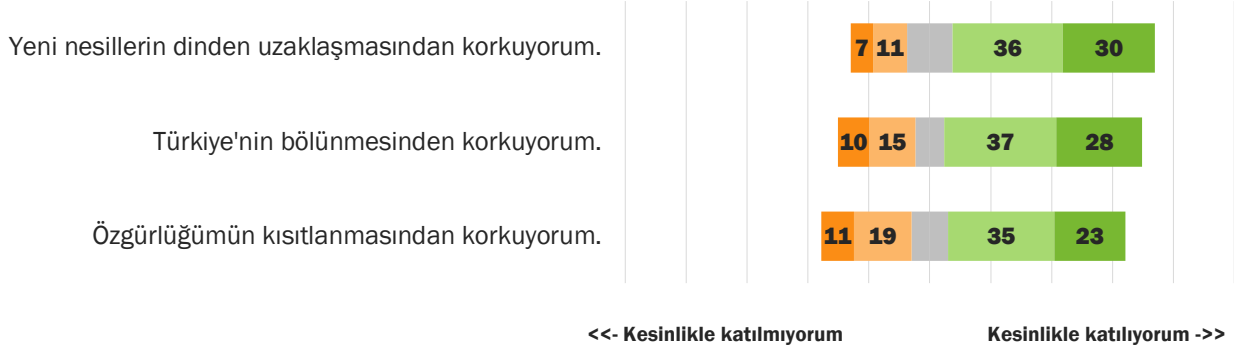 Yeni nesillerin dinden uzaklaşmasından korkuyorum. 7 11 36 30
Türkiye'nin bölünmesinden korkuyorum. 10 15 37 28
Özgürlüğümün kısıtlanmasından korkuyorum. 11 19 35 23
<<- Kesinlikle katılmıyorum Kesinlikle katılıyorum ->>